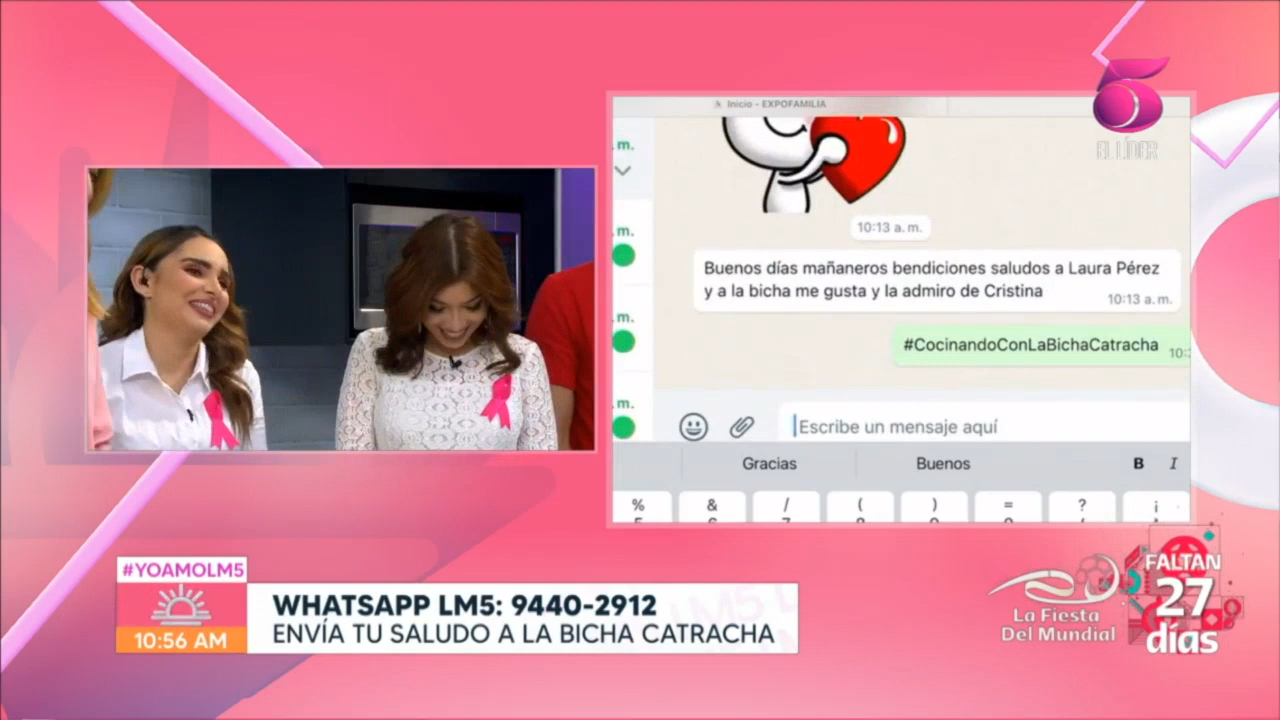 5
EL LÍDER
Inicio - EXPOFAMILIA
m.
m.
m.
m.
10:13 a. m.
Buenos días mañaneros bendiciones saludos a Laura Pérez
y a la bicha me gusta y la admiro de Cristina
10:13 a. m.
#CocinandoConLaBichaCatracha
Escribe un mensaje aquí
Gracias Buenos B I
% & / ( ) = ? ¡
#YOAMOLM5
10:56 AM
WHATSAPP LM5: 9440-2912
ENVÍA TU SALUDO A LA BICHA CATRACHA
La Fiesta
Del Mundial
FALTAN
27
días